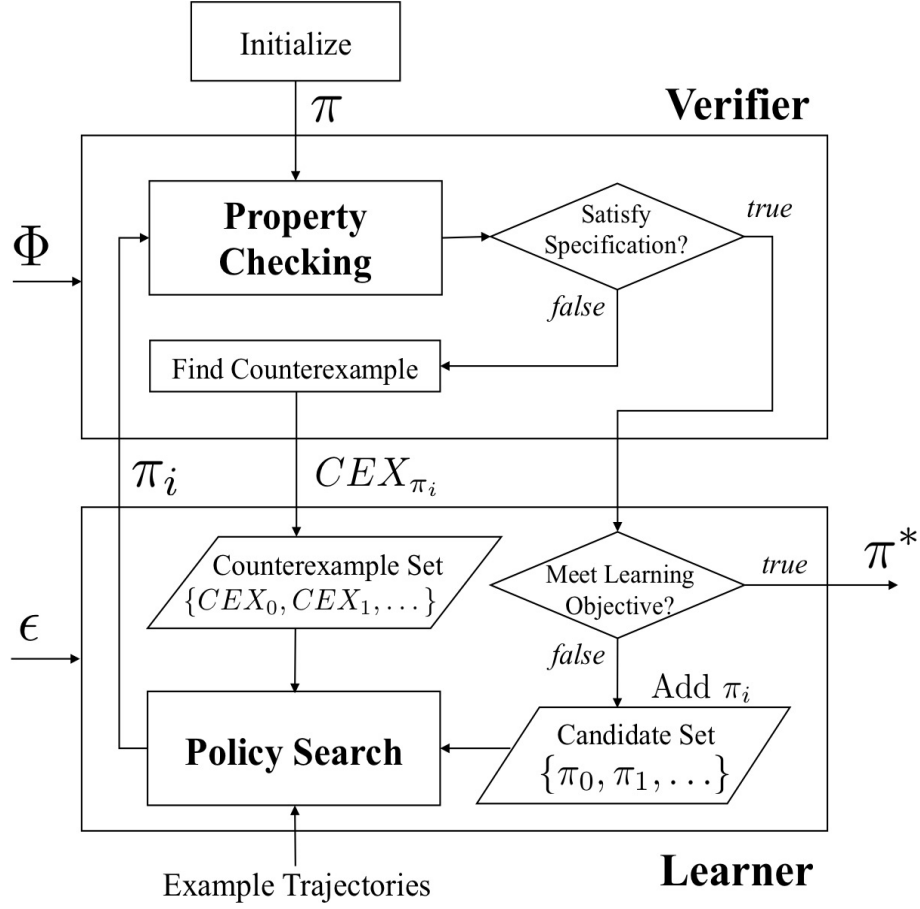 Initialize
π
Verifier
Property
Checking
Satisfy
Specification?
true
Φ
false
Find Counterexample
π_i
CEX_{π_i}
Counterexample Set
{CEX_0, CEX_1, ...}
Meet Learning
Objective?
true
π*
ϵ
false
Add π_i
Policy Search
Candidate Set
{π_0, π_1, ...}
Example Trajectories
Learner